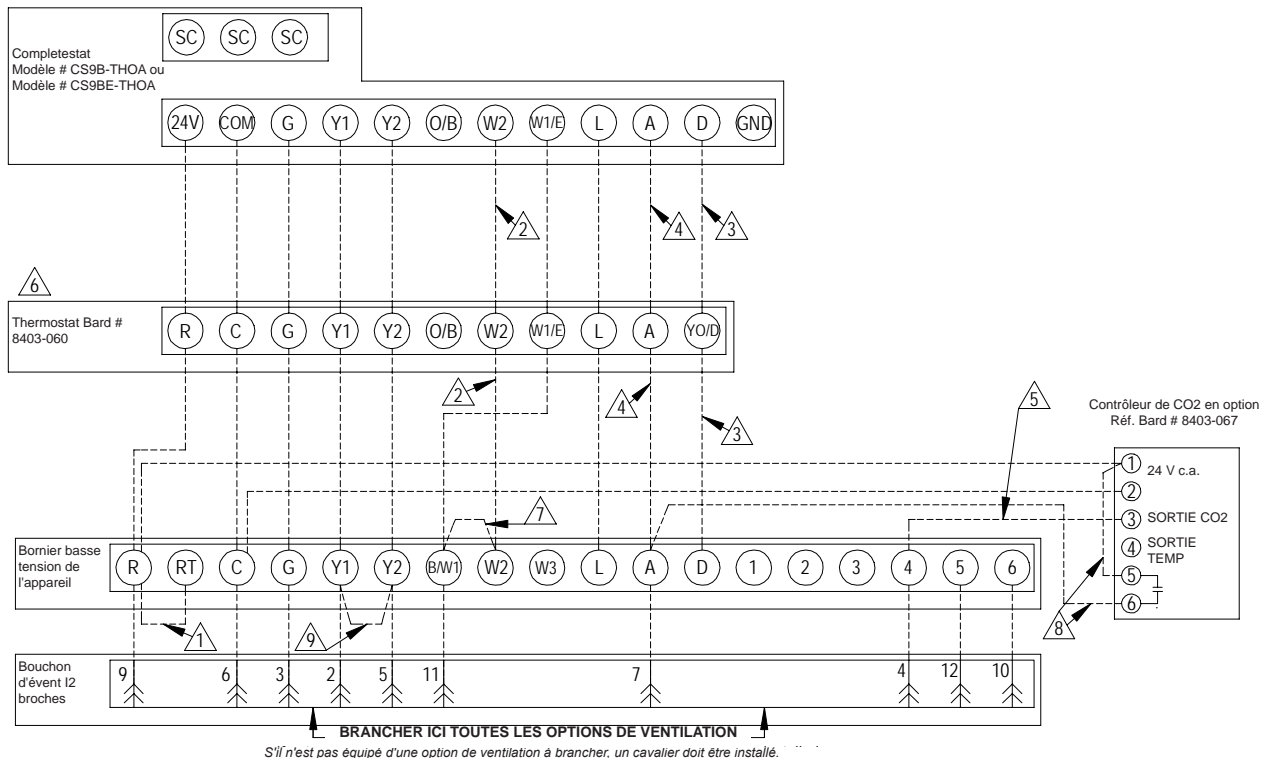 SC SC SC
Completestat
Modèle # CS9B-THOA ou
Modèle # CS9BE-THOA
24V COM G Y1 Y2 O/B W2 W1/E L A D GND
2 4 3
6
Thermostat Bard #
8403-060
R C G Y1 Y2 O/B W2 W1/E L A YO/D
2 4 3 5
Contrôleur de CO2 en option
Réf. Bard # 8403-067
1 24 V c.a.
2
3 SORTIE CO2
4 SORTIE
TEMP
5
6
7
Bornier basse
tension de
l'appareil
R RT C G Y1 Y2 B/W1 W2 W3 L A D 1 2 3 4 5 6
1 9 8
Bouchon
d'évent I2
broches
9 6 3 2 5 11 7 4 12 10
BRANCHER ICI TOUTES LES OPTIONS DE VENTILATION
S'il n'est pas équipé d'une option de ventilation à brancher, un cavalier doit être installé.